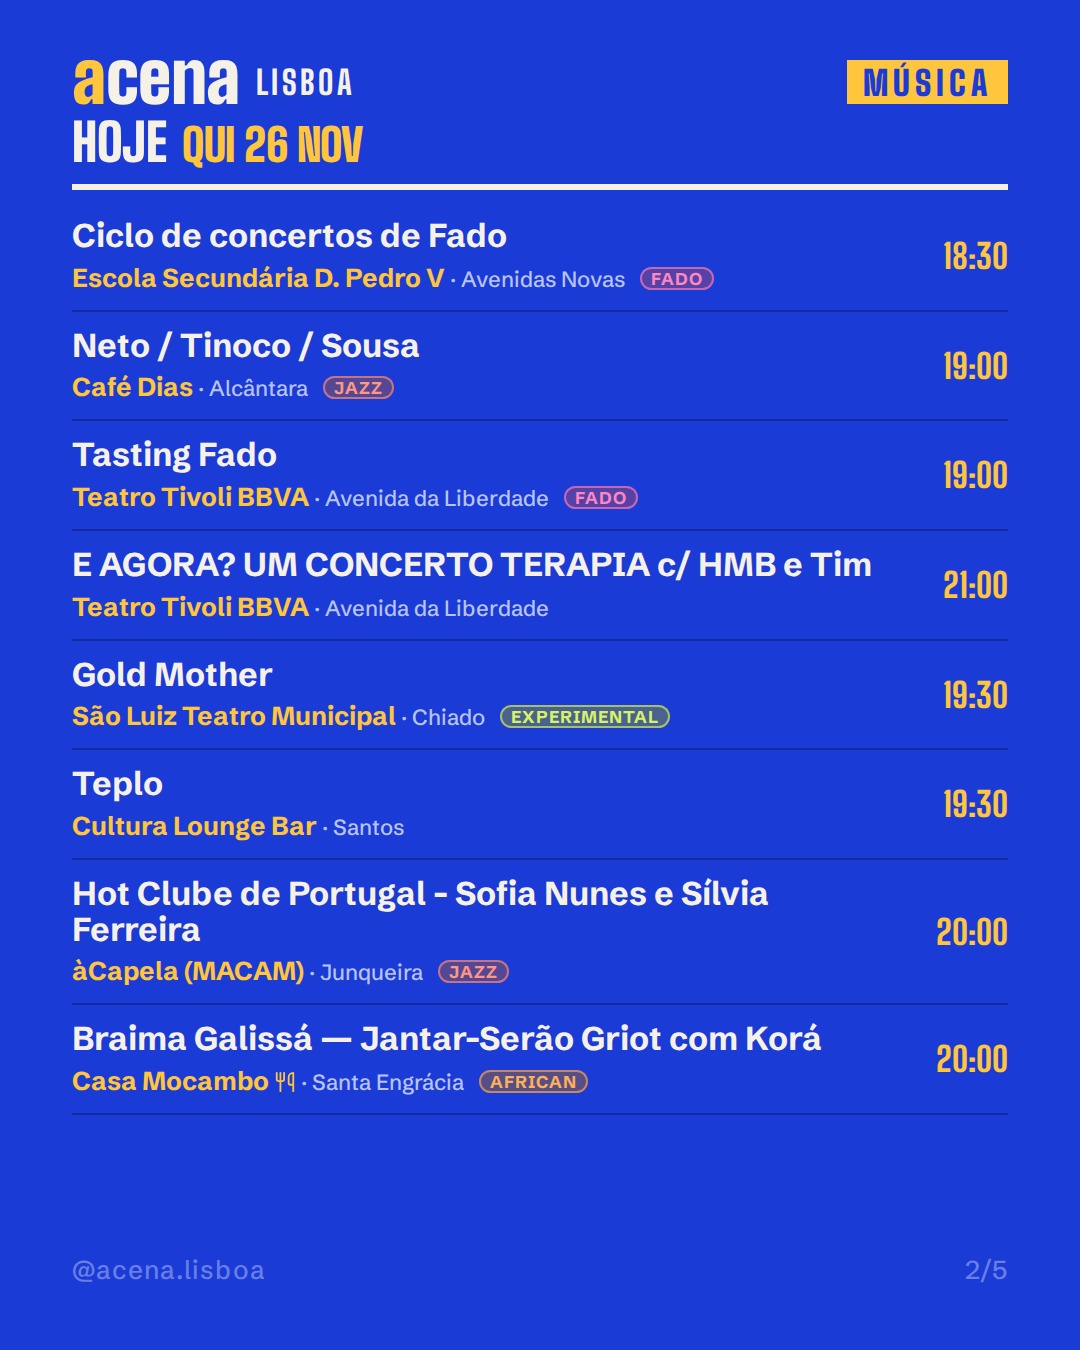 acena LISBOA
MÚSICA
HOJE QUI 26 NOV
Ciclo de concertos de Fado
Escola Secundária D. Pedro V · Avenidas Novas FADO
18:30
Neto / Tinoco / Sousa
Café Dias · Alcântara JAZZ
19:00
Tasting Fado
Teatro Tivoli BBVA · Avenida da Liberdade FADO
19:00
E AGORA? UM CONCERTO TERAPIA c/ HMB e Tim
Teatro Tivoli BBVA · Avenida da Liberdade
21:00
Gold Mother
São Luiz Teatro Municipal · Chiado EXPERIMENTAL
19:30
Teplo
Cultura Lounge Bar · Santos
19:30
Hot Clube de Portugal - Sofia Nunes e Sílvia
Ferreira
àCapela (MACAM) · Junqueira JAZZ
20:00
Braima Galissá — Jantar-Serão Griot com Korá
Casa Mocambo · Santa Engrácia AFRICAN
20:00
@acena.lisboa
2/5